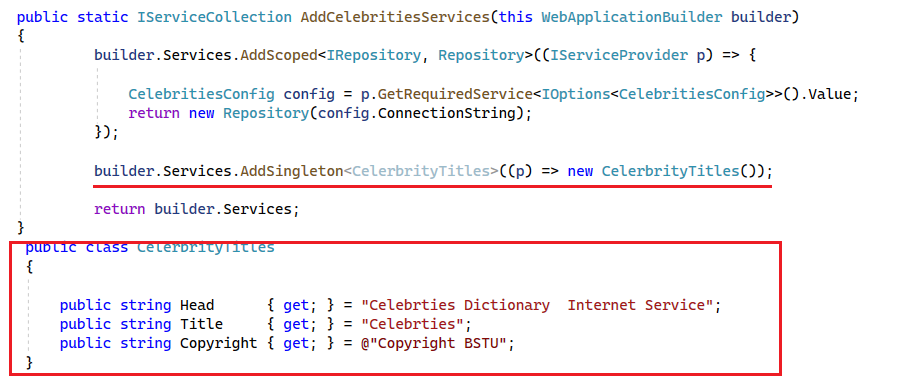 public static IServiceCollection AddCelebritiesServices(this WebApplicationBuilder builder)
{
builder.Services.AddScoped<IRepository, Repository>((IServiceProvider p) => {
CelebritiesConfig config = p.GetRequiredService<IOptions<CelebritiesConfig>>().Value;
return new Repository(config.ConnectionString);
});
builder.Services.AddSingleton<CelerbrityTitles>((p) => new CelerbrityTitles());
return builder.Services;
}
public class CelerbrityTitles
{
public string Head      { get; } = "Celebrties Dictionary  Internet Service";
public string Title     { get; } = "Celebrties";
public string Copyright { get; } = @"Copyright BSTU";
}